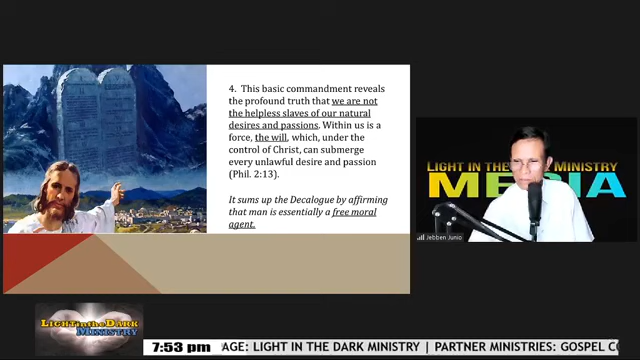 4. This basic commandment reveals
the profound truth that we are not
the helpless slaves of our natural
desires and passions. Within us is a
force, the will, which, under the
control of Christ, can submerge
every unlawful desire and passion
(Phil. 2:13).
It sums up the Decalogue by affirming
that man is essentially a free moral
agent.
LIGHT IN THE DARK MINISTRY
MEDIA
Jebben Junio
LIGHT IN THE DARK
MINISTRY
7:53 pm AGE: LIGHT IN THE DARK MINISTRY | PARTNER MINISTRIES: GOSPEL